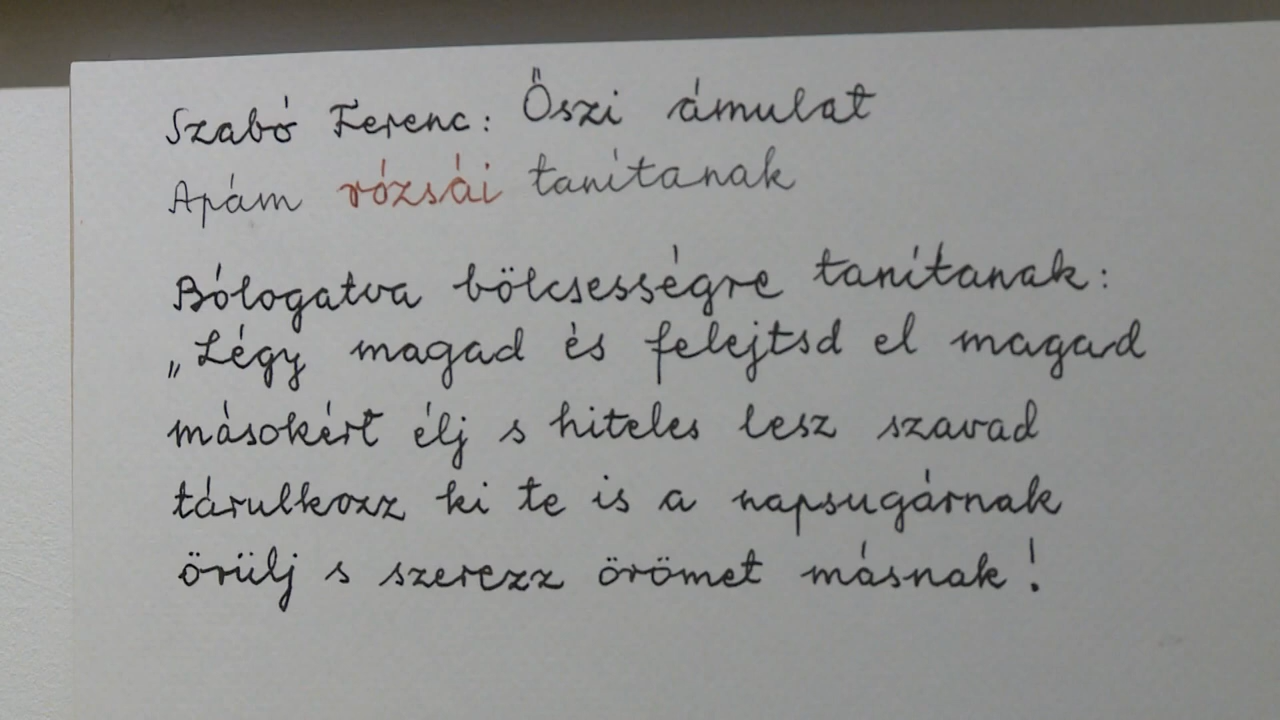 Szabó Ferenc: Őszi ámulat
Apám rózsái tanítanak
Bólogatva bölcsességre tanítanak:
„Légy magad és felejtsd el magad
másokért élj s hiteles lesz szavad
tárulkozz ki te is a napsugárnak
örülj s szerezz örömet másnak!